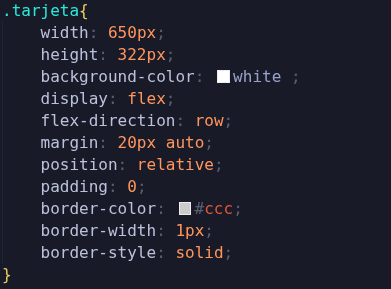 .tarjeta{
    width: 650px;
    height: 322px;
    background-color: white ;
    display: flex;
    flex-direction: row;
    margin: 20px auto;
    position: relative;
    padding: 0;
    border-color: #ccc;
    border-width: 1px;
    border-style: solid;
}